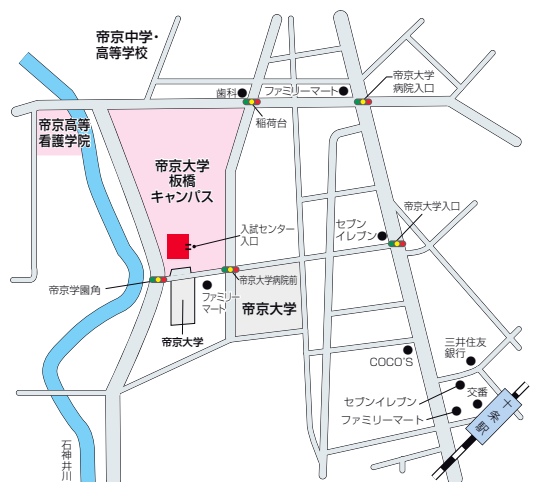 帝京中学・
高等学校
歯科
ファミリーマート
帝京大学
病院入口
稲荷台
帝京高等
看護学院
帝京大学
板橋
キャンパス
入試センター
入口
セブン
イレブン
帝京大学入口
帝京学園角
ファミリー
マート
帝京大学病院前
帝京大学
帝京大学
三井住友
銀行
COCO'S
セブンイレブン
交番
ファミリーマート
十条駅
石神井川